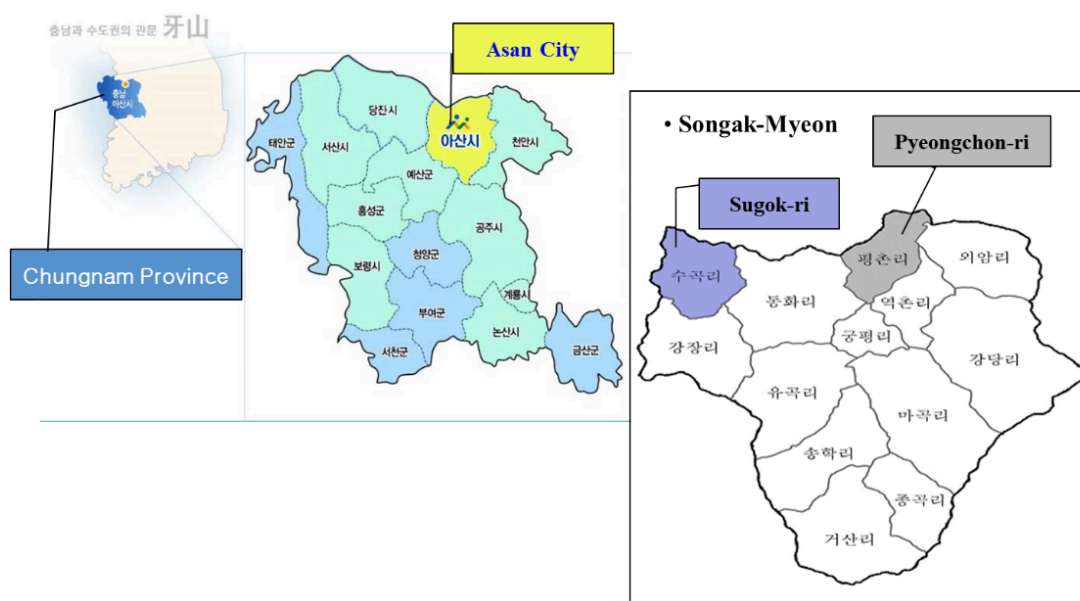 충남과 수도권의 관문 牙山
충남
아산시
Chungnam Province
Asan City
당진시
아산시
천안시
태안군
서산시
예산군
홍성군
공주시
청양군
보령시
계룡시
부여군
논산시
서천군
금산군
• Songak-Myeon
Pyeongchon-ri
Sugok-ri
평촌리
외암리
수곡리
동화리
역촌리
궁평리
강장리
강당리
유곡리
마곡리
송학리
종곡리
거산리